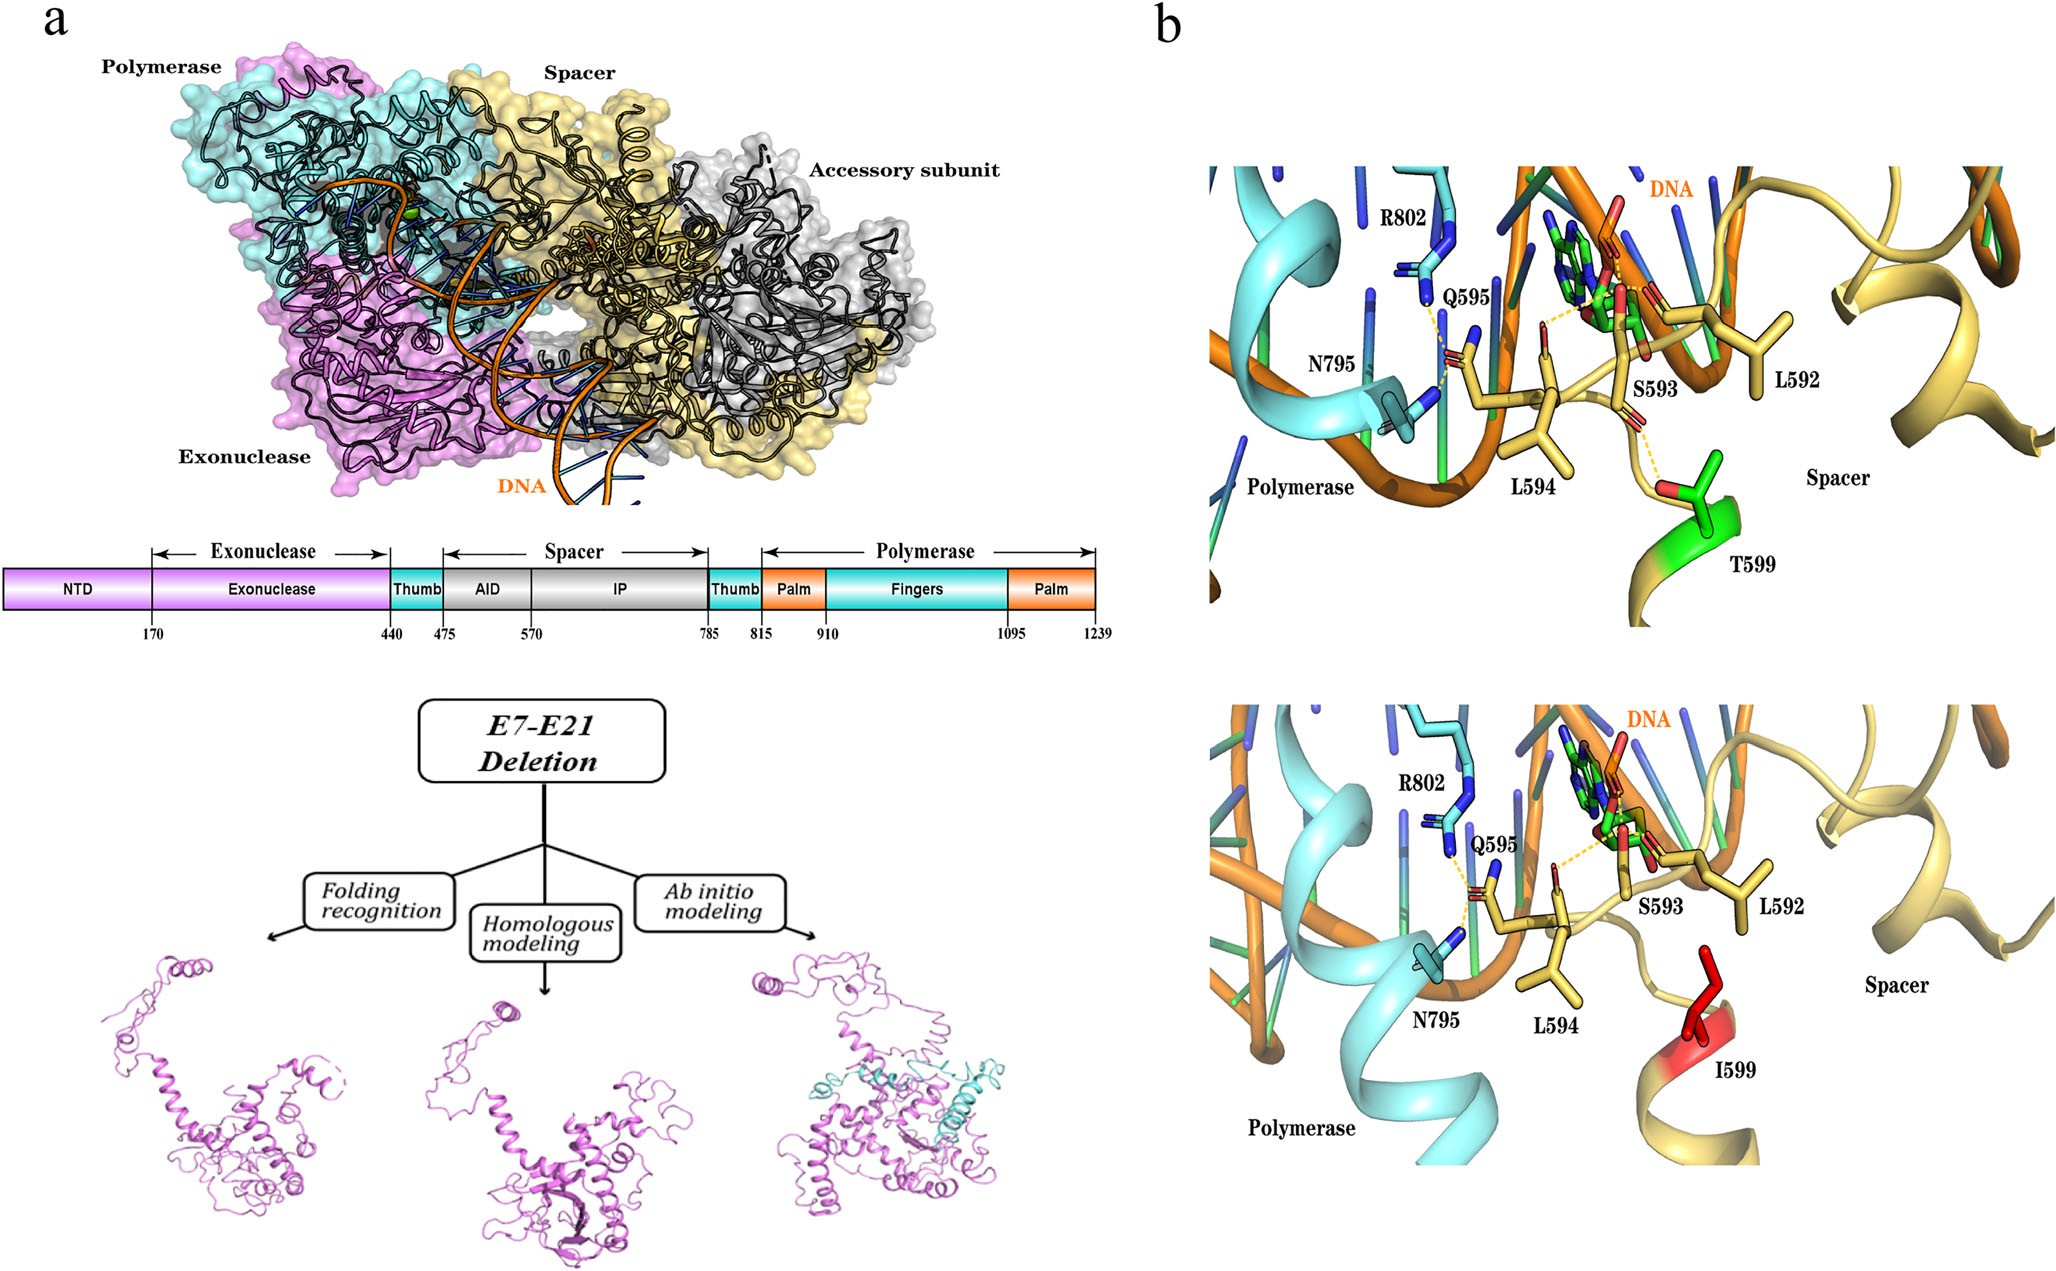 a
Polymerase
Spacer
Accessory subunit
Exonuclease
DNA
Exonuclease
Spacer
Polymerase
NTD
Exonuclease
Thumb
AID
IP
Thumb
Palm
Fingers
Palm
170
440
475
570
785
815
910
1095
1239
E7-E21
Deletion
Folding
recognition
Homologous
modeling
Ab initio
modeling
b
DNA
R802
Q595
N795
S593
L592
Polymerase
L594
Spacer
T599
DNA
R802
Q595
S593
L592
N795
L594
Spacer
I599
Polymerase